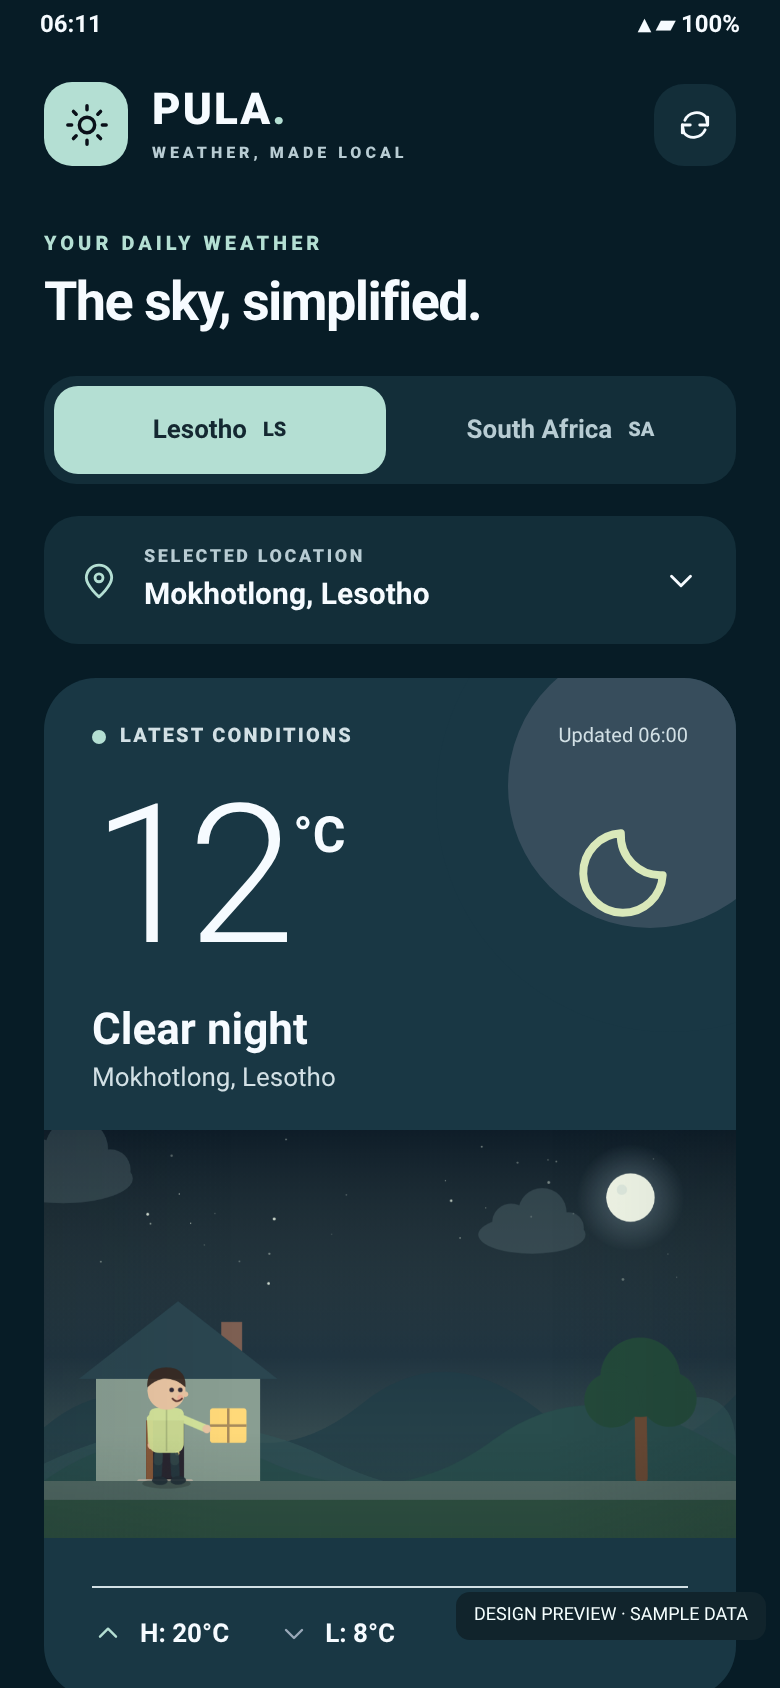 06:11
100%
PULA.
WEATHER, MADE LOCAL
YOUR DAILY WEATHER
The sky, simplified.
Lesotho LS
South Africa SA
SELECTED LOCATION
Mokhotlong, Lesotho
LATEST CONDITIONS
Updated 06:00
12°C
Clear night
Mokhotlong, Lesotho
H: 20°C
L: 8°C
DESIGN PREVIEW · SAMPLE DATA